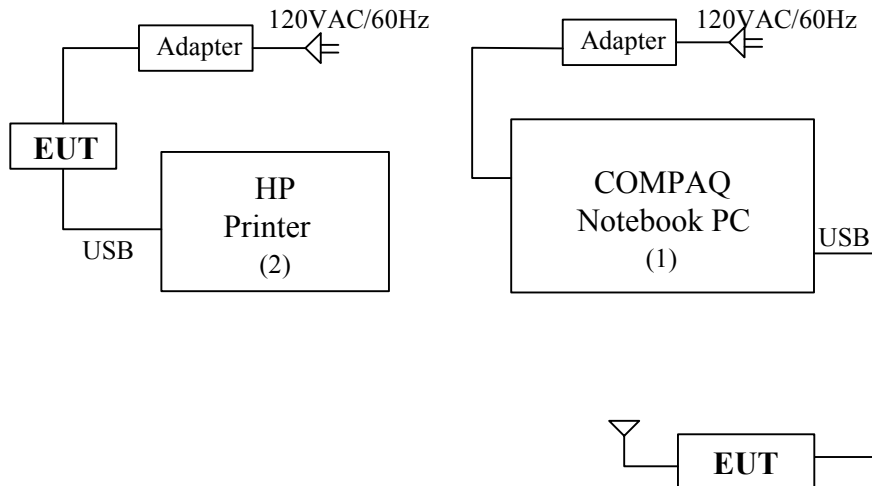 120VAC/60Hz
Adapter
EUT
HP
Printer
(2)
USB
120VAC/60Hz
Adapter
COMPAQ
Notebook PC
(1)
USB
EUT